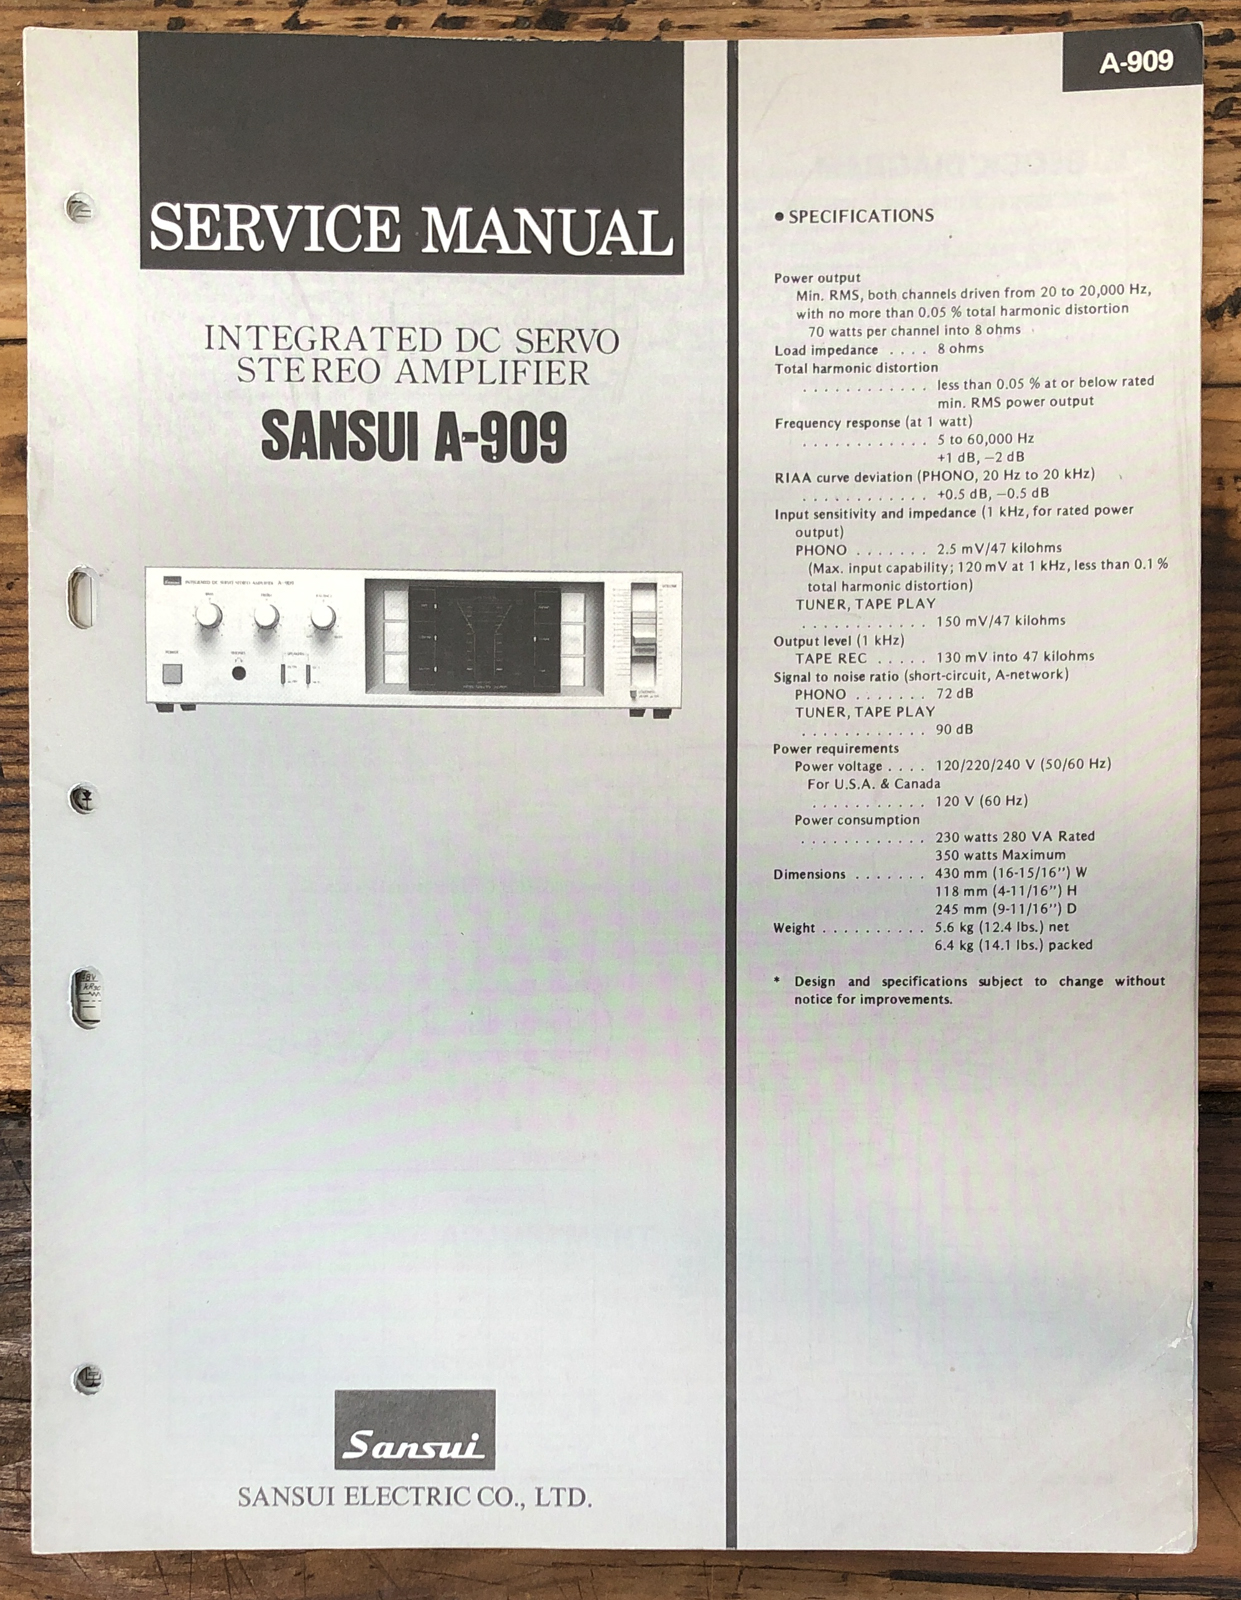 A-909
SERVICE MANUAL
INTEGRATED DC SERVO
STEREO AMPLIFIER
SANSUI A-909
Sansui
SANSUI ELECTRIC CO., LTD.
● SPECIFICATIONS
Power output
Min. RMS, both channels driven from 20 to 20,000 Hz,
with no more than 0.05 % total harmonic distortion
70 watts per channel into 8 ohms
Load impedance . . . . 8 ohms
Total harmonic distortion
. . . . . . . . . . . . less than 0.05 % at or below rated
min. RMS power output
Frequency response (at 1 watt)
. . . . . . . . . . . . 5 to 60,000 Hz
+1 dB, −2 dB
RIAA curve deviation (PHONO, 20 Hz to 20 kHz)
. . . . . . . . . . . . +0.5 dB, −0.5 dB
Input sensitivity and impedance (1 kHz, for rated power
output)
PHONO . . . . . . . 2.5 mV/47 kilohms
(Max. input capability; 120 mV at 1 kHz, less than 0.1 %
total harmonic distortion)
TUNER, TAPE PLAY
. . . . . . . . . . . . 150 mV/47 kilohms
Output level (1 kHz)
TAPE REC . . . . . 130 mV into 47 kilohms
Signal to noise ratio (short-circuit, A-network)
PHONO . . . . . . . 72 dB
TUNER, TAPE PLAY
. . . . . . . . . . . . 90 dB
Power requirements
Power voltage . . . . 120/220/240 V (50/60 Hz)
For U.S.A. & Canada
. . . . . . . . . . . 120 V (60 Hz)
Power consumption
. . . . . . . . . . . . 230 watts 280 VA Rated
350 watts Maximum
Dimensions . . . . . . . 430 mm (16-15/16'') W
118 mm (4-11/16'') H
245 mm (9-11/16'') D
Weight . . . . . . . . . . 5.6 kg (12.4 lbs.) net
6.4 kg (14.1 lbs.) packed
* Design and specifications subject to change without
notice for improvements.